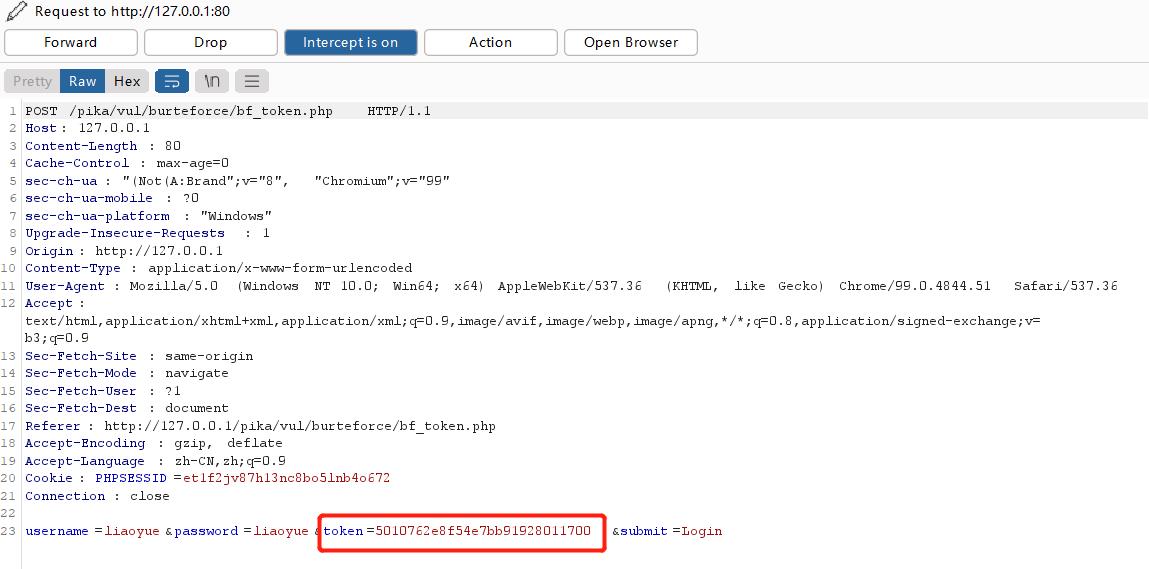 Request to http://127.0.0.1:80
Forward Drop Intercept is on Action Open Browser
Pretty Raw Hex \n
1 POST /pika/vul/burteforce/bf_token.php HTTP/1.1
2 Host : 127.0.0.1
3 Content-Length : 80
4 Cache-Control : max-age=0
5 sec-ch-ua : "(Not(A:Brand";v="8", "Chromium";v="99"
6 sec-ch-ua-mobile : ?0
7 sec-ch-ua-platform : "Windows"
8 Upgrade-Insecure-Requests : 1
9 Origin : http://127.0.0.1
10 Content-Type : application/x-www-form-urlencoded
11 User-Agent : Mozilla/5.0 (Windows NT 10.0; Win64; x64) AppleWebKit/537.36 (KHTML, like Gecko) Chrome/99.0.4844.51 Safari/537.36
12 Accept :
text/html,application/xhtml+xml,application/xml;q=0.9,image/avif,image/webp,image/apng,*/*;q=0.8,application/signed-exchange;v=
b3;q=0.9
13 Sec-Fetch-Site : same-origin
14 Sec-Fetch-Mode : navigate
15 Sec-Fetch-User : ?1
16 Sec-Fetch-Dest : document
17 Referer : http://127.0.0.1/pika/vul/burteforce/bf_token.php
18 Accept-Encoding : gzip, deflate
19 Accept-Language : zh-CN,zh;q=0.9
20 Cookie : PHPSESSID =et1f2jv87h13nc8bo5lnb4o672
21 Connection : close
22
23 username =liaoyue &password =liaoyue &token =5010762e8f54e7bb91928011700 &submit =Login